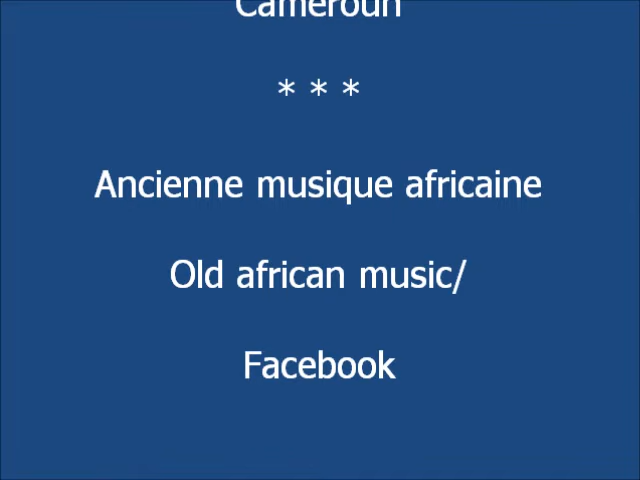 Cameroun
* * *
Ancienne musique africaine
Old african music/
Facebook